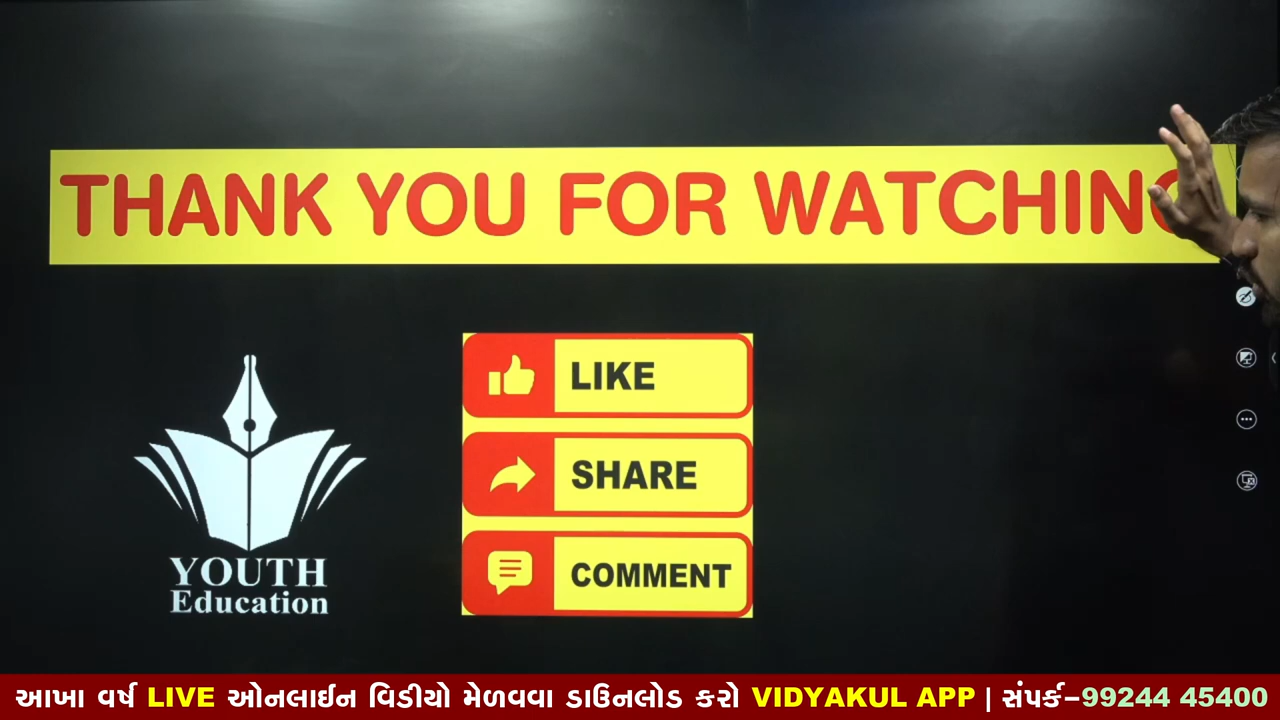 THANK YOU FOR WATCHING
LIKE
SHARE
COMMENT
YOUTH
Education
આખા વર્ષ LIVE ઓનલાઈન વિડીયો મેળવવા ડાઉનલોડ કરો VIDYAKUL APP | સંપર્ક-99244 45400